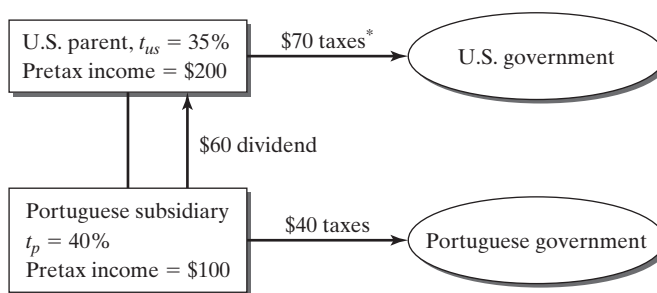 U.S. parent, t_us = 35%
Pretax income = $200
$70 taxes*
U.S. government
$60 dividend
Portuguese subsidiary
t_p = 40%
Pretax income = $100
$40 taxes
Portuguese government